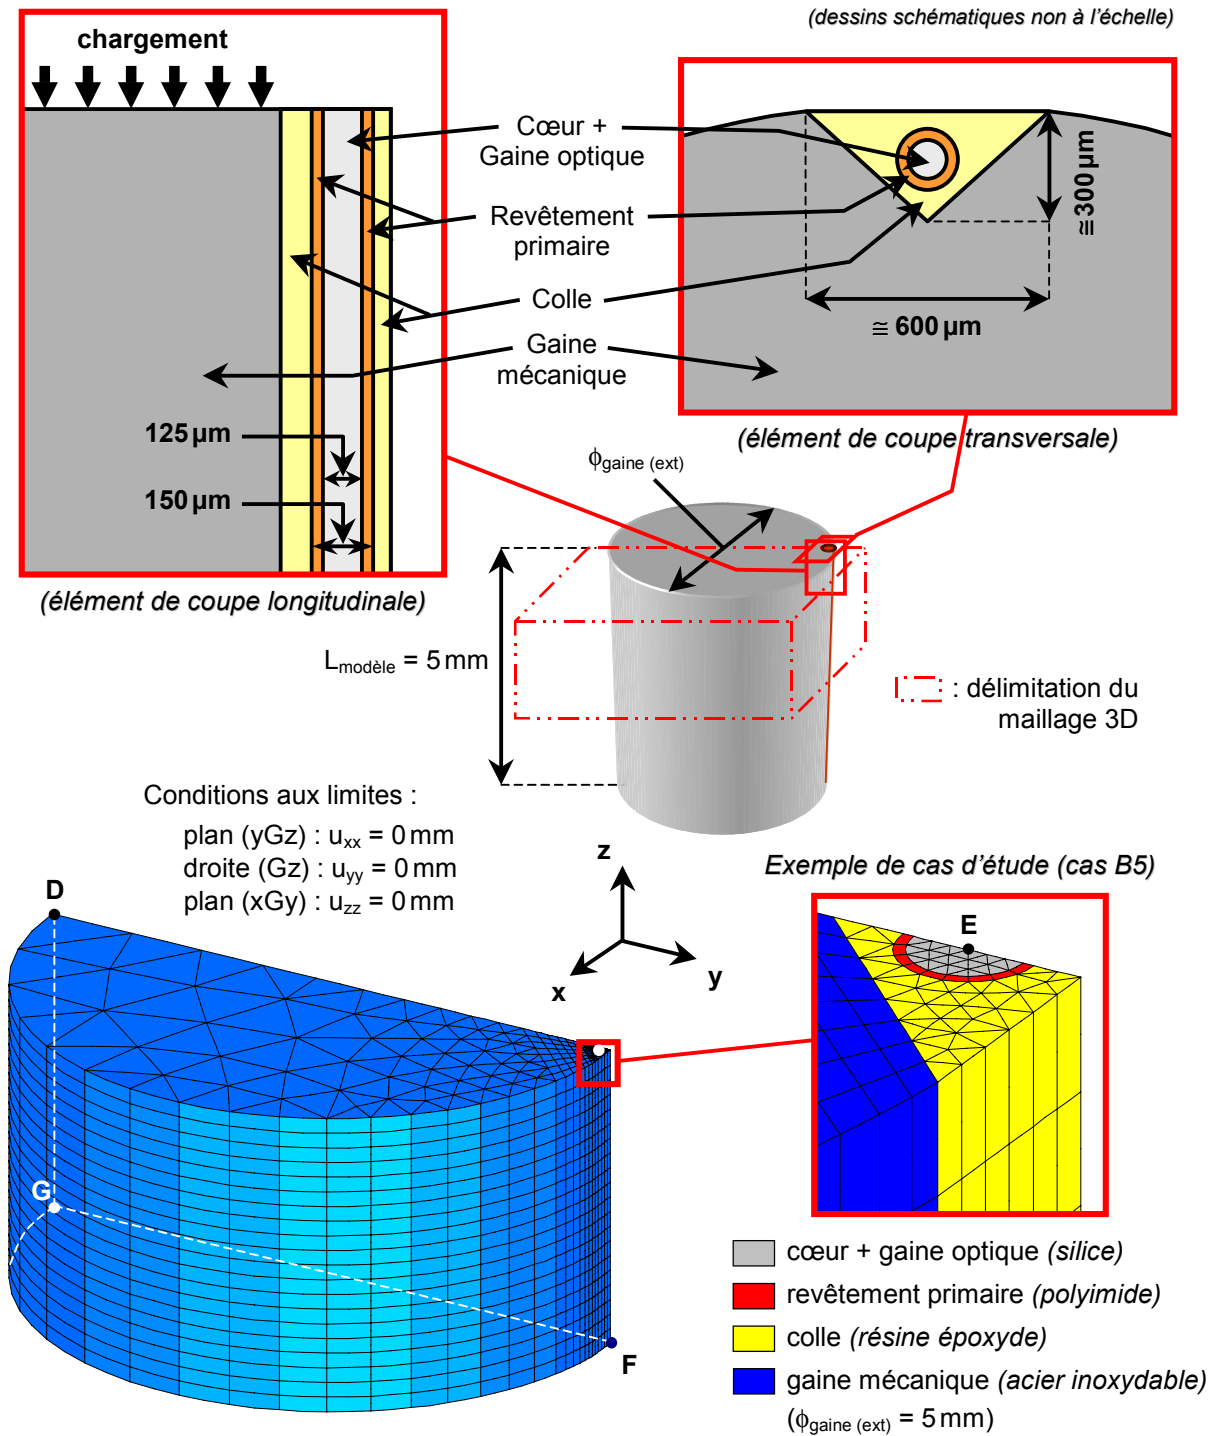 (dessins schématiques non à l'échelle)
chargement
Cœur +
Gaine optique
Revêtement
primaire
Colle
Gaine
mécanique
125 µm
150 µm
≅ 300 µm
≅ 600 µm
(élément de coupe longitudinale)
(élément de coupe transversale)
ϕgaine (ext)
Lmodèle = 5 mm
: délimitation du
maillage 3D
Conditions aux limites :
plan (yGz) : uxx = 0 mm
droite (Gz) : uyy = 0 mm
plan (xGy) : uzz = 0 mm
z
x
y
Exemple de cas d'étude (cas B5)
D
E
G
F
cœur + gaine optique (silice)
revêtement primaire (polyimide)
colle (résine époxyde)
gaine mécanique (acier inoxydable)
(ϕgaine (ext) = 5 mm)